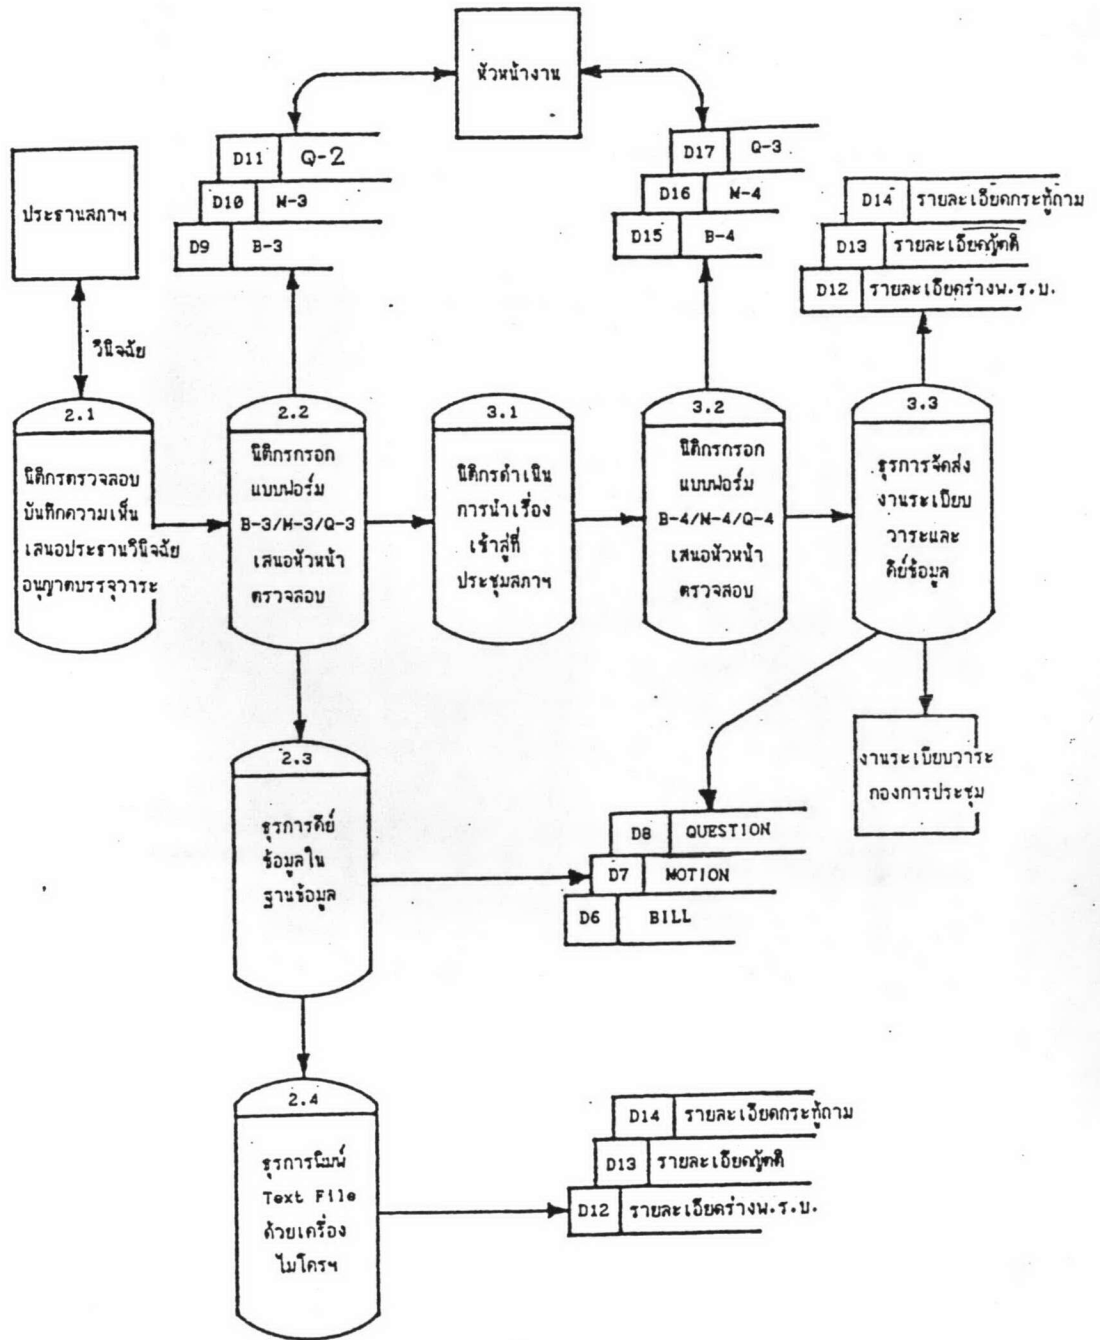 หัวหน้างาน
D11 Q-2
D10 M-3
D9 B-3
D17 Q-3
D16 M-4
D15 B-4
D14 รายละเอียดกระทู้ถาม
D13 รายละเอียดญัตติ
D12 รายละเอียดร่างพ.ร.บ.
ประธานสภาฯ
วินิจฉัย
2.1
นิติกรตรวจสอบ
บันทึกความเห็น
เสนอประธานวินิจฉัย
อนุญาตบรรจุวาระ
2.2
นิติกรกรอก
แบบฟอร์ม
B-3/M-3/Q-3
เสนอหัวหน้า
ตรวจสอบ
3.1
นิติกรดำเนิน
การนำเรื่อง
เข้าสู่ที่
ประชุมสภาฯ
3.2
นิติกรกรอก
แบบฟอร์ม
B-4/M-4/Q-4
เสนอหัวหน้า
ตรวจสอบ
3.3
ธุรการจัดส่ง
งานระเบียบ
วาระและ
คีย์ข้อมูล
งานระเบียบวาระ
กองการประชุม
2.3
ธุรการคีย์
ข้อมูลใน
ฐานข้อมูล
D8 QUESTION
D7 MOTION
D6 BILL
2.4
ธุรการพิมพ์
Text File
ด้วยเครื่อง
ไมโครฯ
D14 รายละเอียดกระทู้ถาม
D13 รายละเอียดญัตติ
D12 รายละเอียดร่างพ.ร.บ.